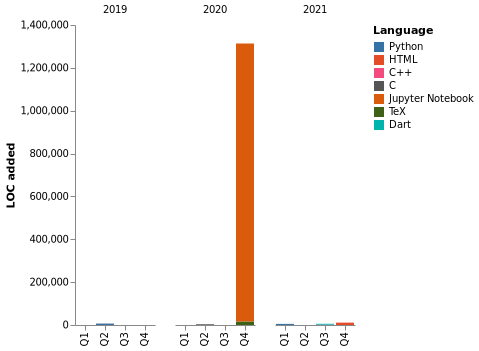 2019 2020 2021
LOC added
1,400,000
1,200,000
1,000,000
800,000
600,000
400,000
200,000
0
Q1 Q2 Q3 Q4 Q1 Q2 Q3 Q4 Q1 Q2 Q3 Q4
Language
Python
HTML
C++
C
Jupyter Notebook
TeX
Dart